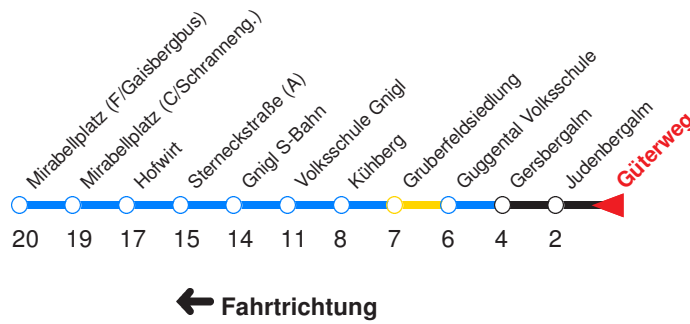 Mirabellplatz (F/Gaisbergbus)
Mirabellplatz (C/Schranneng.)
Hofwirt
Sterneckstraße (A)
Gnigl S-Bahn
Volksschule Gnigl
Kühberg
Gruberfeldsiedlung
Guggental Volksschule
Gersbergalm
Judenbergalm
Güterweg
20 19 17 15 14 11 8 7 6 4 2
Fahrtrichtung